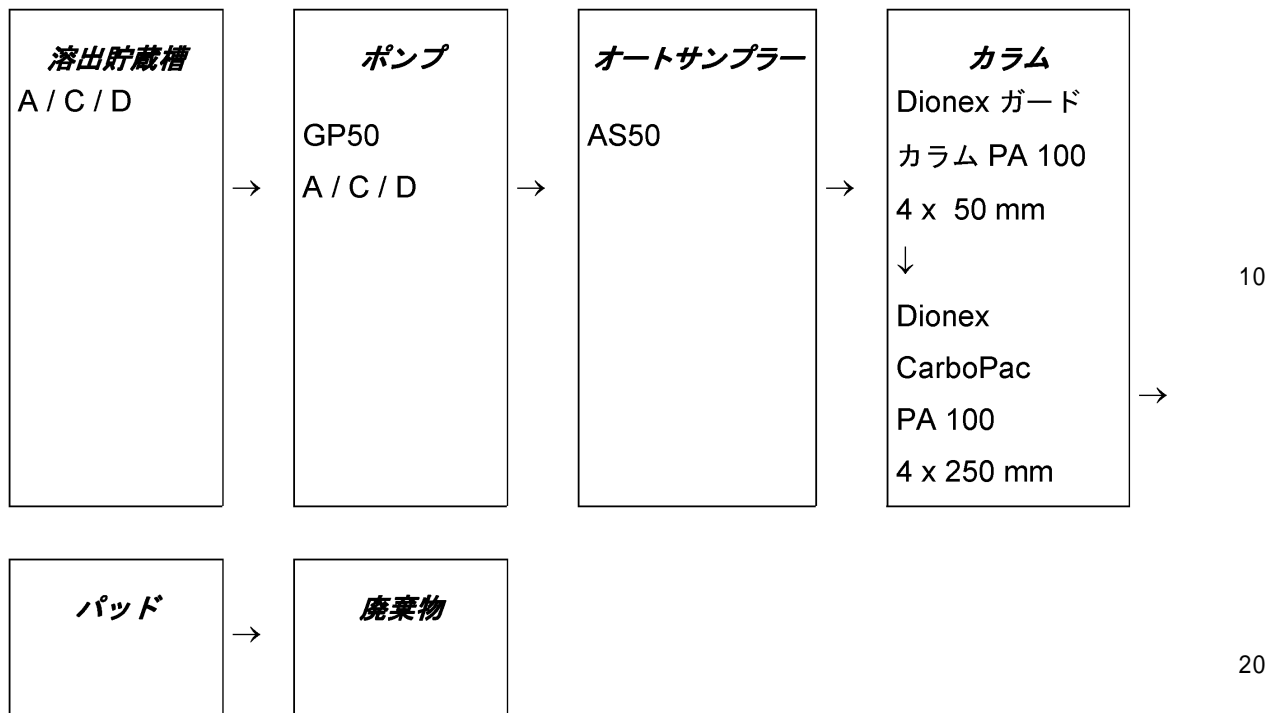 溶出貯蔵槽
A / C / D
→
ポンプ
GP50
A / C / D
→
オートサンプラー
AS50
→
カラム
Dionex ガード
カラム PA 100
4 x 50 mm
↓
Dionex
CarboPac
PA 100
4 x 250 mm
→
10
パッド
→
廃棄物
20